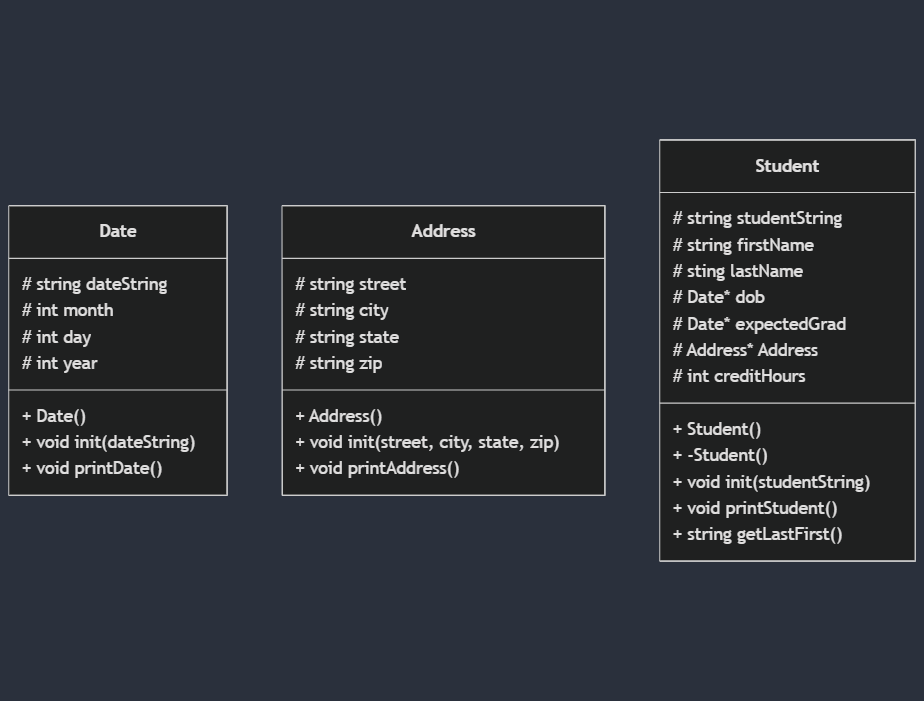 Date
# string dateString
# int month
# int day
# int year
+ Date()
+ void init(dateString)
+ void printDate()
Address
# string street
# string city
# string state
# string zip
+ Address()
+ void init(street, city, state, zip)
+ void printAddress()
Student
# string studentString
# string firstName
# sting lastName
# Date* dob
# Date* expectedGrad
# Address* Address
# int creditHours
+ Student()
+ -Student()
+ void init(studentString)
+ void printStudent()
+ string getLastFirst()